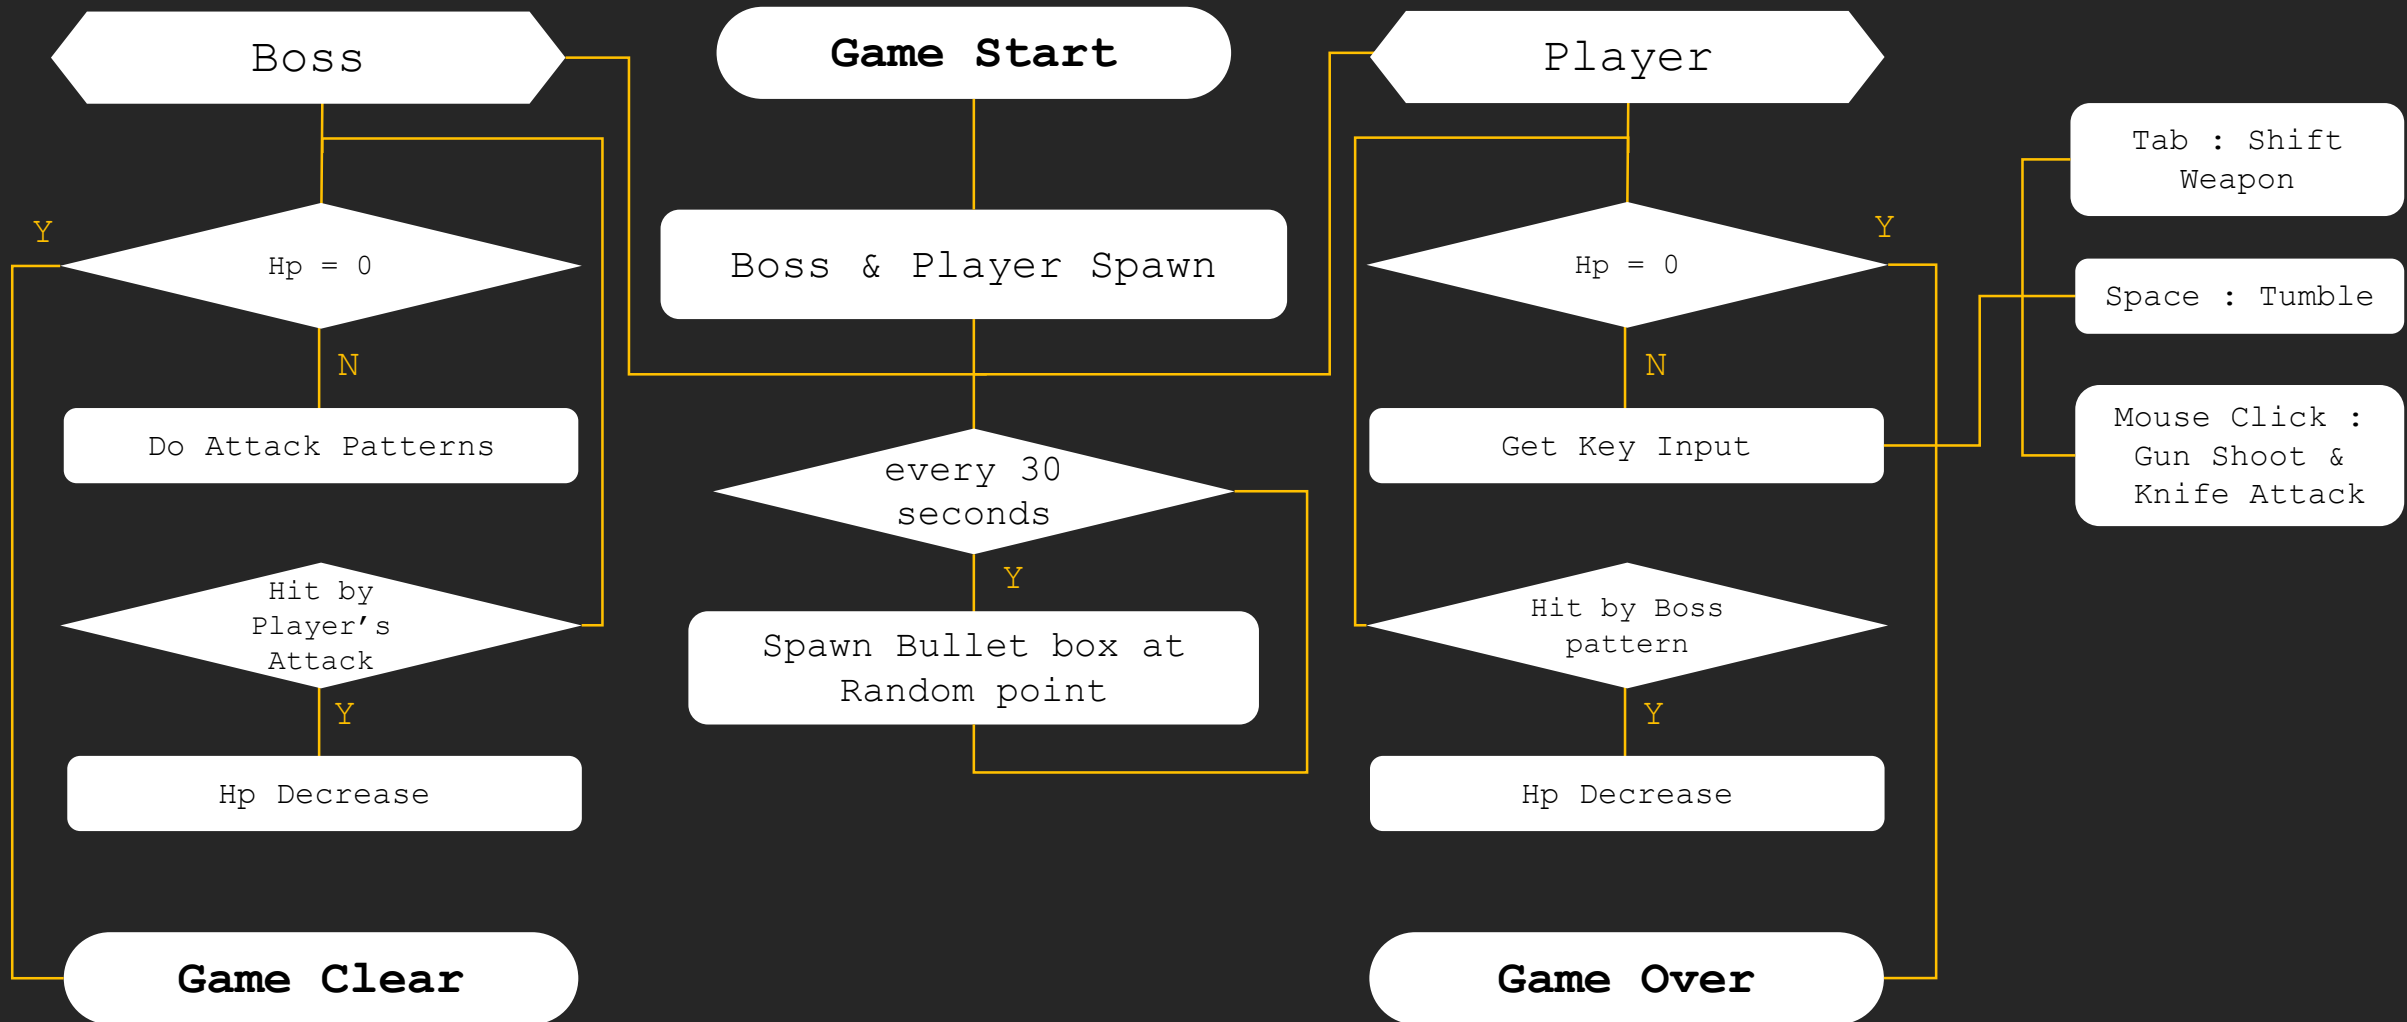 Boss
Game Start
Player
Tab : Shift
Weapon
Y
Hp = 0
Boss & Player Spawn
Hp = 0
Y
Space : Tumble
N
N
Do Attack Patterns
every 30
seconds
Get Key Input
Mouse Click :
Gun Shoot &
Knife Attack
Hit by
Player’s
Attack
Y
Spawn Bullet box at
Random point
Hit by Boss
pattern
Y
Y
Hp Decrease
Hp Decrease
Game Clear
Game Over